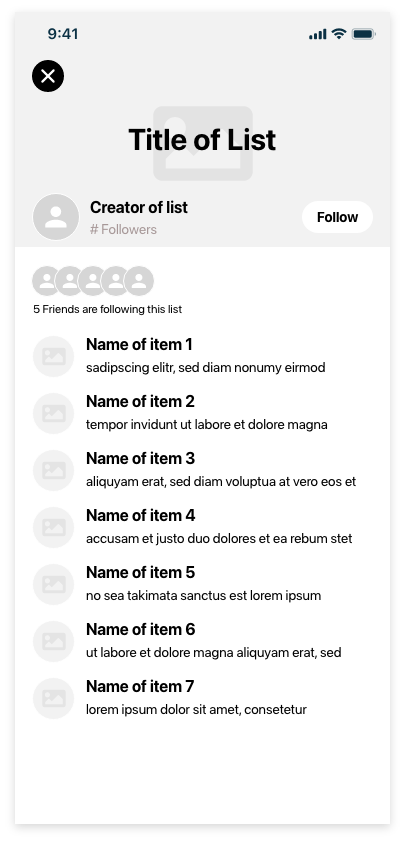 9:41
Title of List
Creator of list
# Followers
Follow
5 Friends are following this list
Name of item 1
sadipscing elitr, sed diam nonumy eirmod
Name of item 2
tempor invidunt ut labore et dolore magna
Name of item 3
aliquyam erat, sed diam voluptua at vero eos et
Name of item 4
accusam et justo duo dolores et ea rebum stet
Name of item 5
no sea takimata sanctus est lorem ipsum
Name of item 6
ut labore et dolore magna aliquyam erat, sed
Name of item 7
lorem ipsum dolor sit amet, consetetur